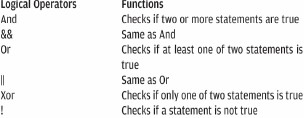 Logical Operators Functions
And Checks if two or more statements are true
&& Same as And
Or Checks if at least one of two statements is
true
|| Same as Or
Xor Checks if only one of two statements is true
! Checks if a statement is not true